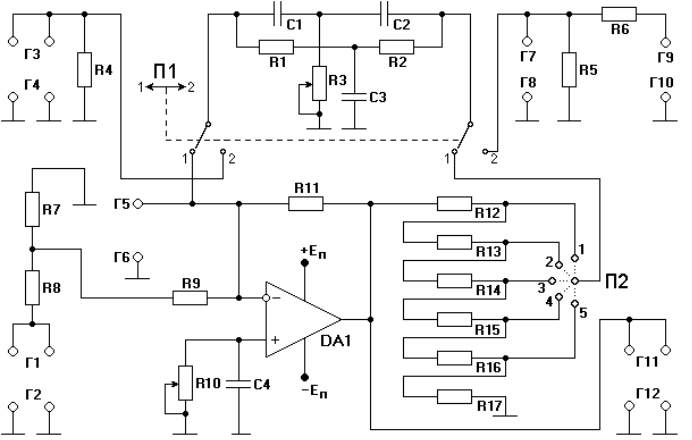 C1 C2
R6
Г3 R4 П1 R1 R2 Г7 R5 Г9
1 2 R3
Г4 C3 Г8 Г10
1 2 1 2
R11
R7 Г5 R12
R13 1
Г6 +Eп 2
R8 R9 R14 3 П2
− 4
R15 5
+ DA1
Г1 R16 Г11
R10 C4 −Eп
Г2 R17 Г12